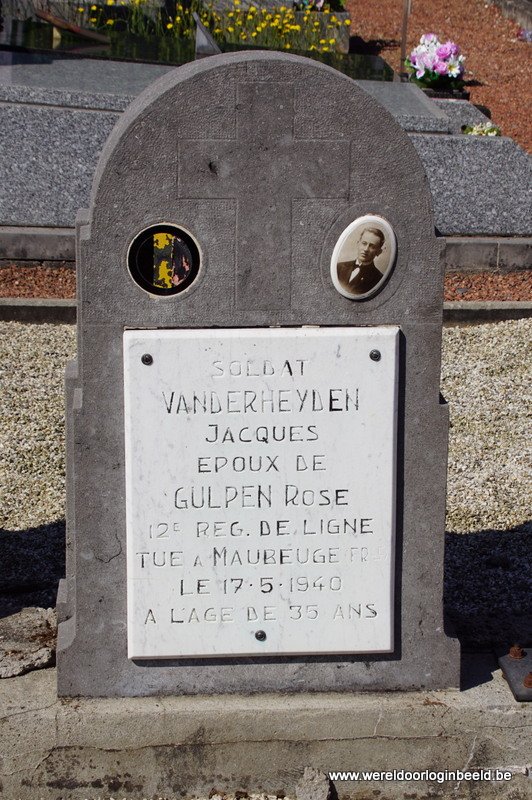 SOLDAT
VANDERHEYDEN
JACQUES
EPOUX DE
GULPEN ROSE
12E REG. DE LIGNE
TUE A MAUBEUGE FRCE
LE 17·5·1940
A L'AGE DE 35 ANS
www.wereldoorloginbeeld.be